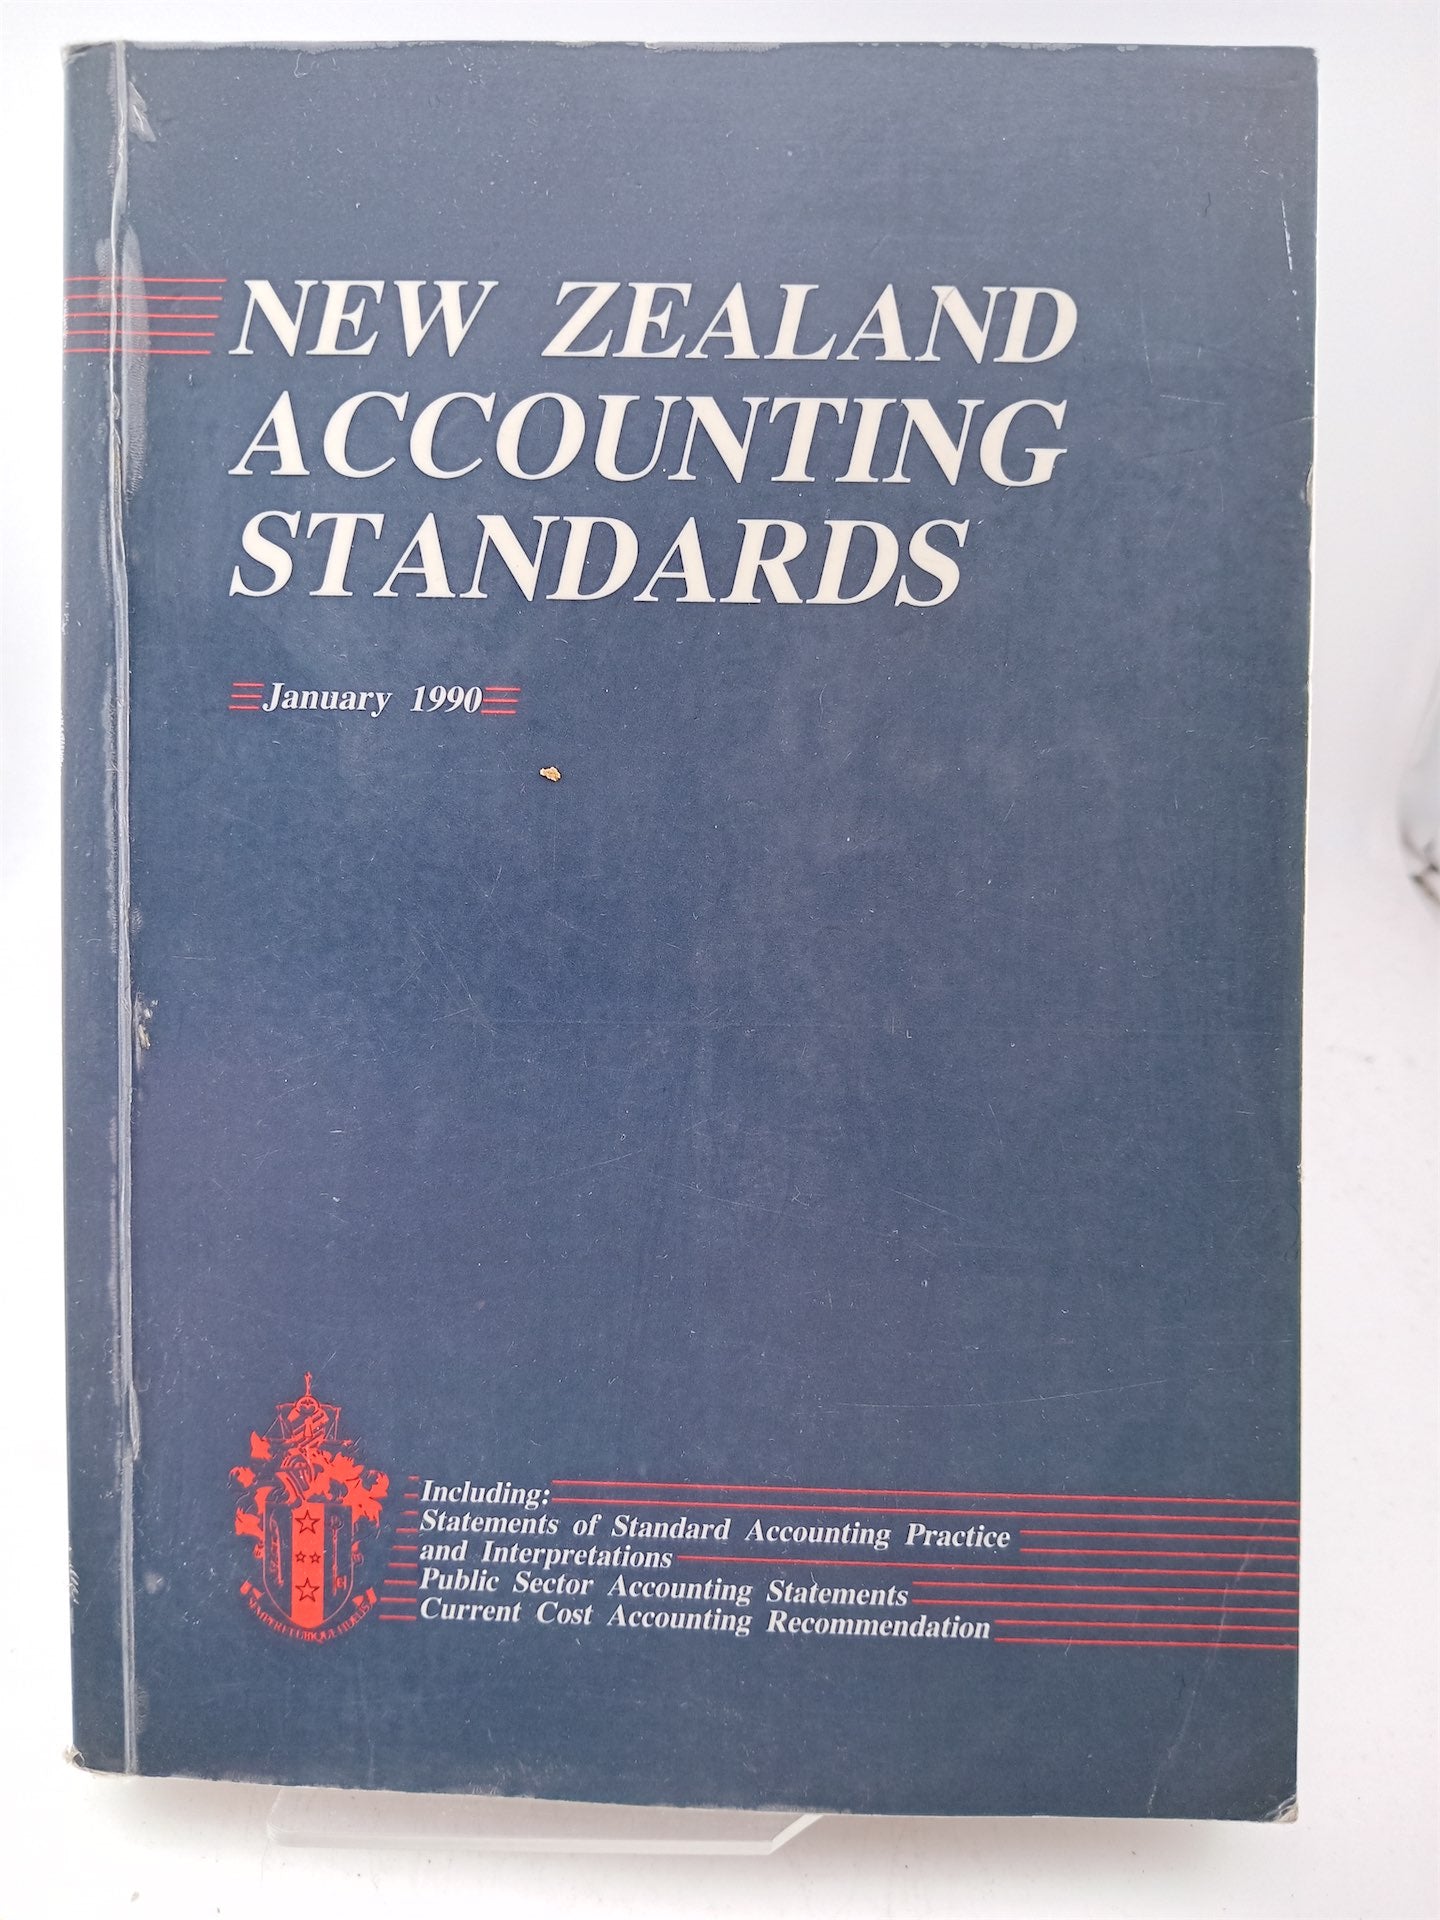 NEW ZEALAND
ACCOUNTING
STANDARDS
January 1990
Including:
Statements of Standard Accounting Practice
and Interpretations
Public Sector Accounting Statements
Current Cost Accounting Recommendation